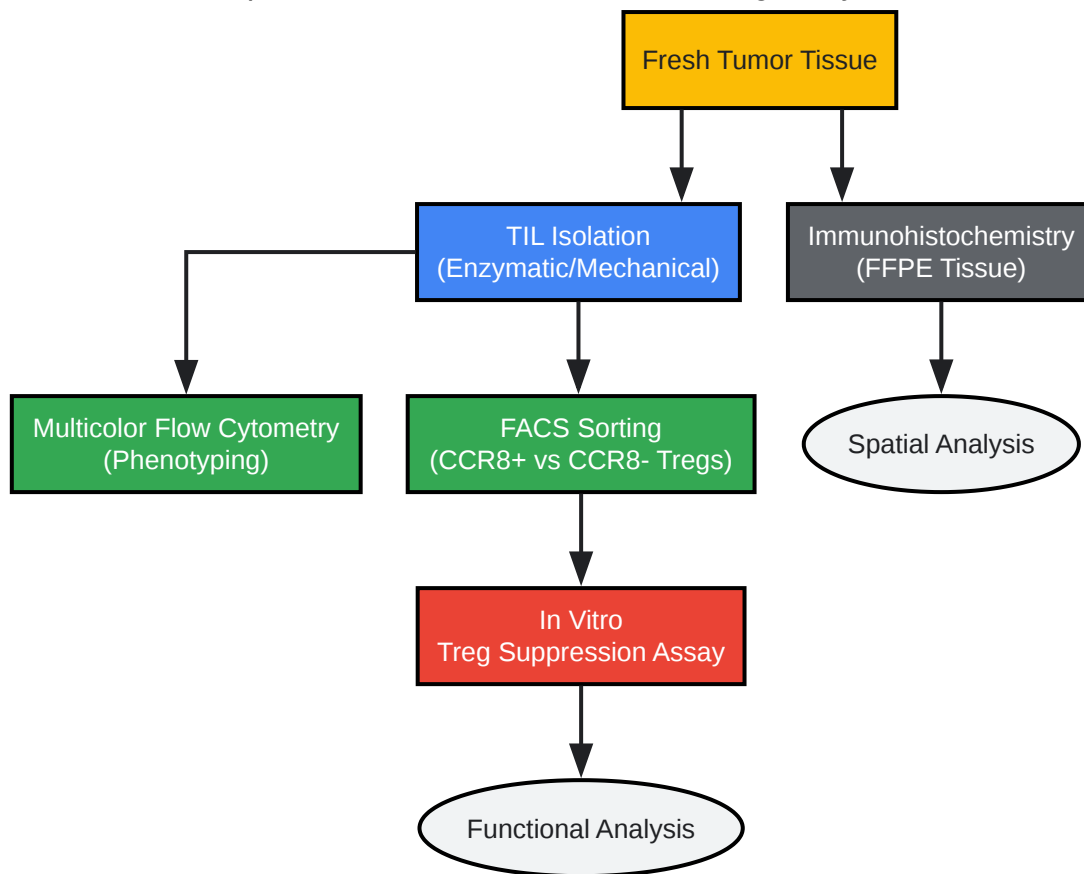 Fresh Tumor Tissue
TIL Isolation
(Enzymatic/Mechanical)
Immunohistochemistry
(FFPE Tissue)
Multicolor Flow Cytometry
(Phenotyping)
FACS Sorting
(CCR8+ vs CCR8- Tregs)
Spatial Analysis
In Vitro
Treg Suppression Assay
Functional Analysis